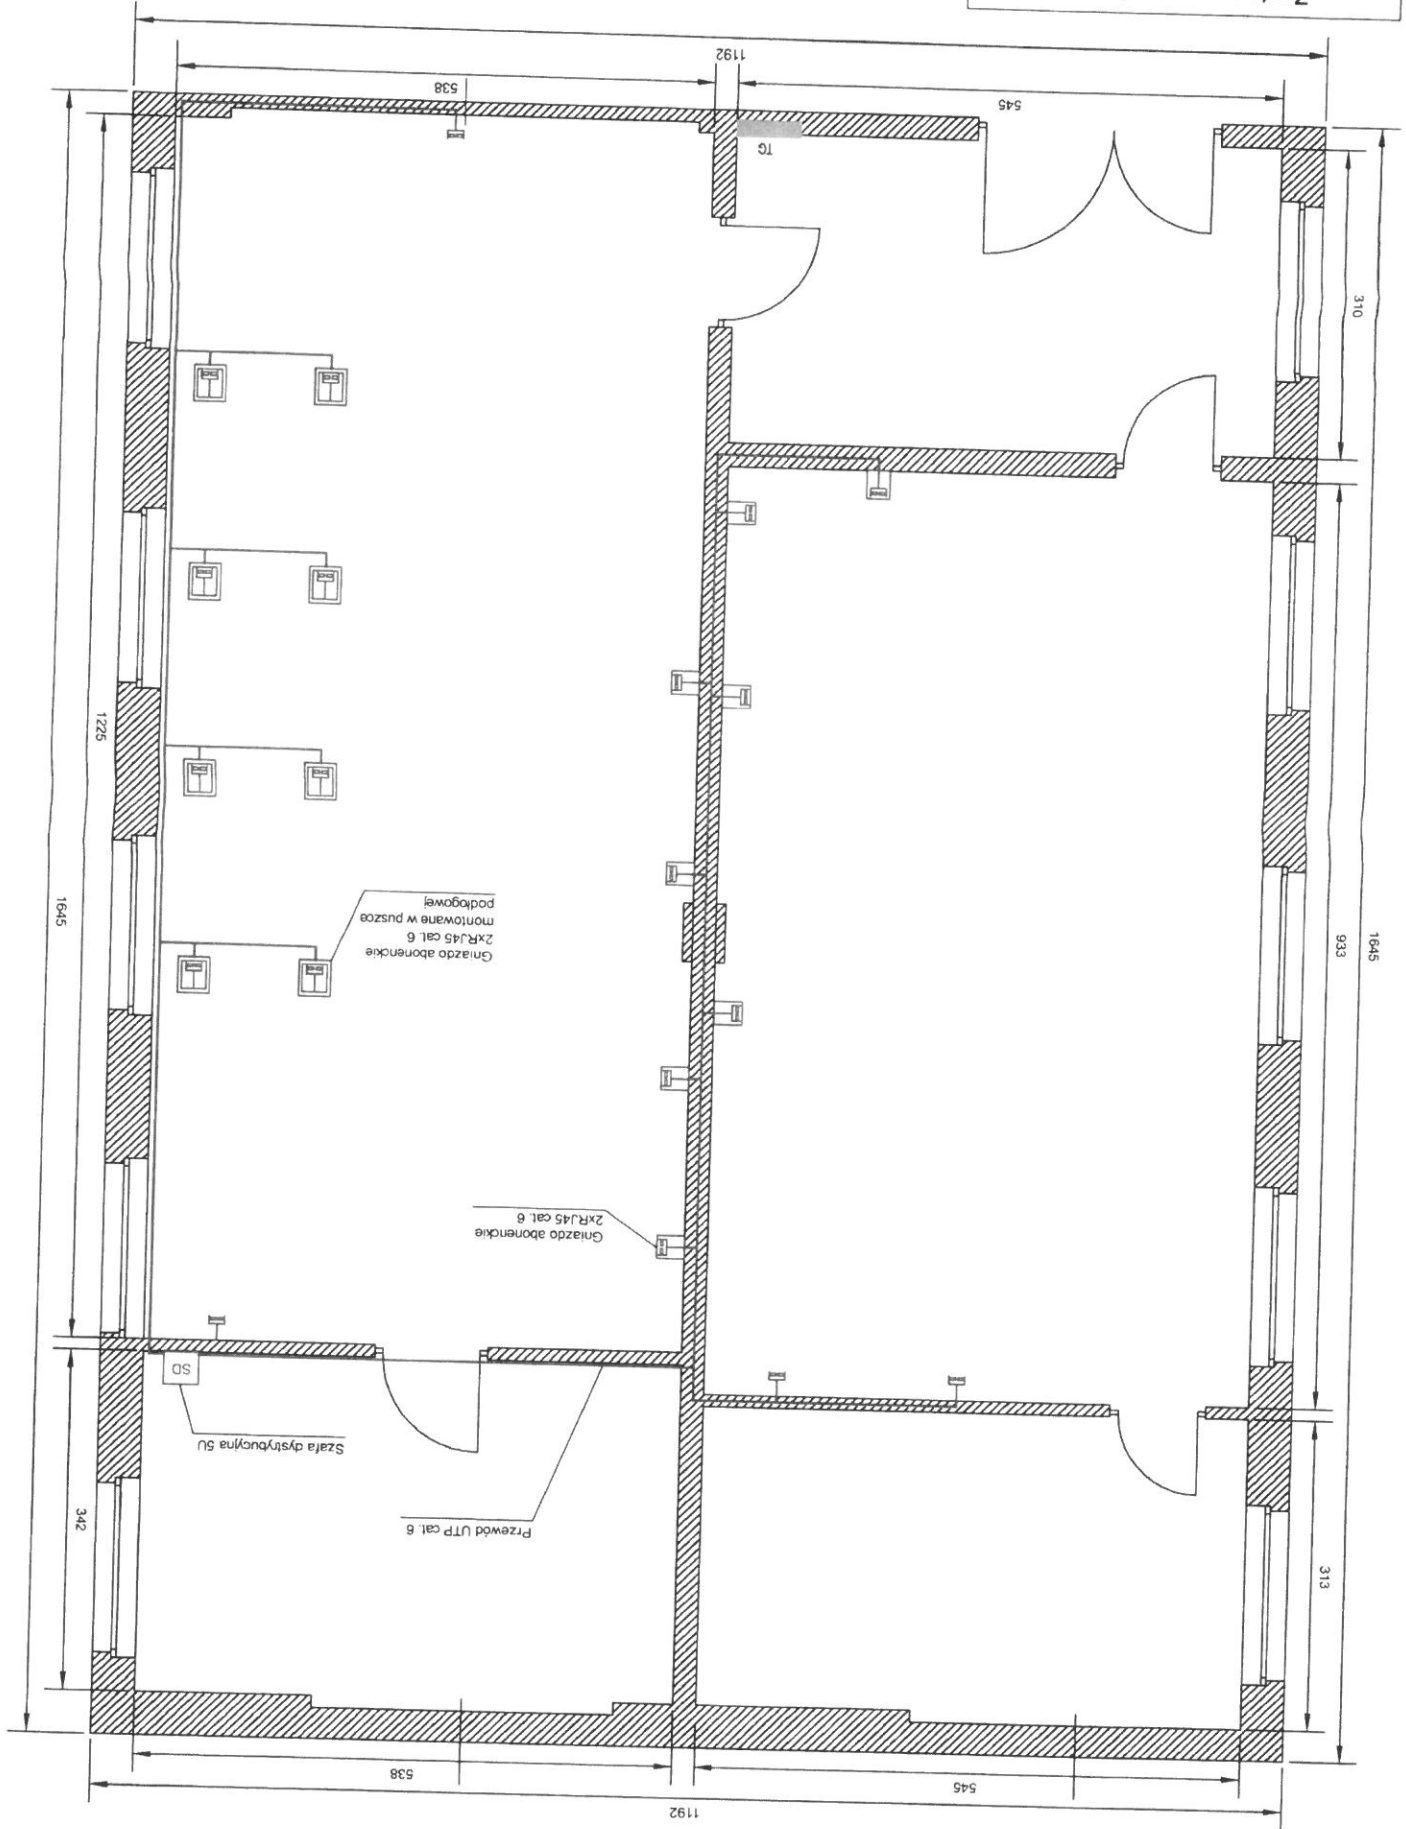 1192
545
538
313
342
Przewód UTP cat. 6
Szafa dystrybucyjna 5U
SD
Gniazdo abonenckie
2xRJ45 cat. 6
Gniazdo abonenckie
2xRJ45 cat. 6
montowane w puszce
podłogowej
1645
933
1225
1645
310
TG
545
538
1192